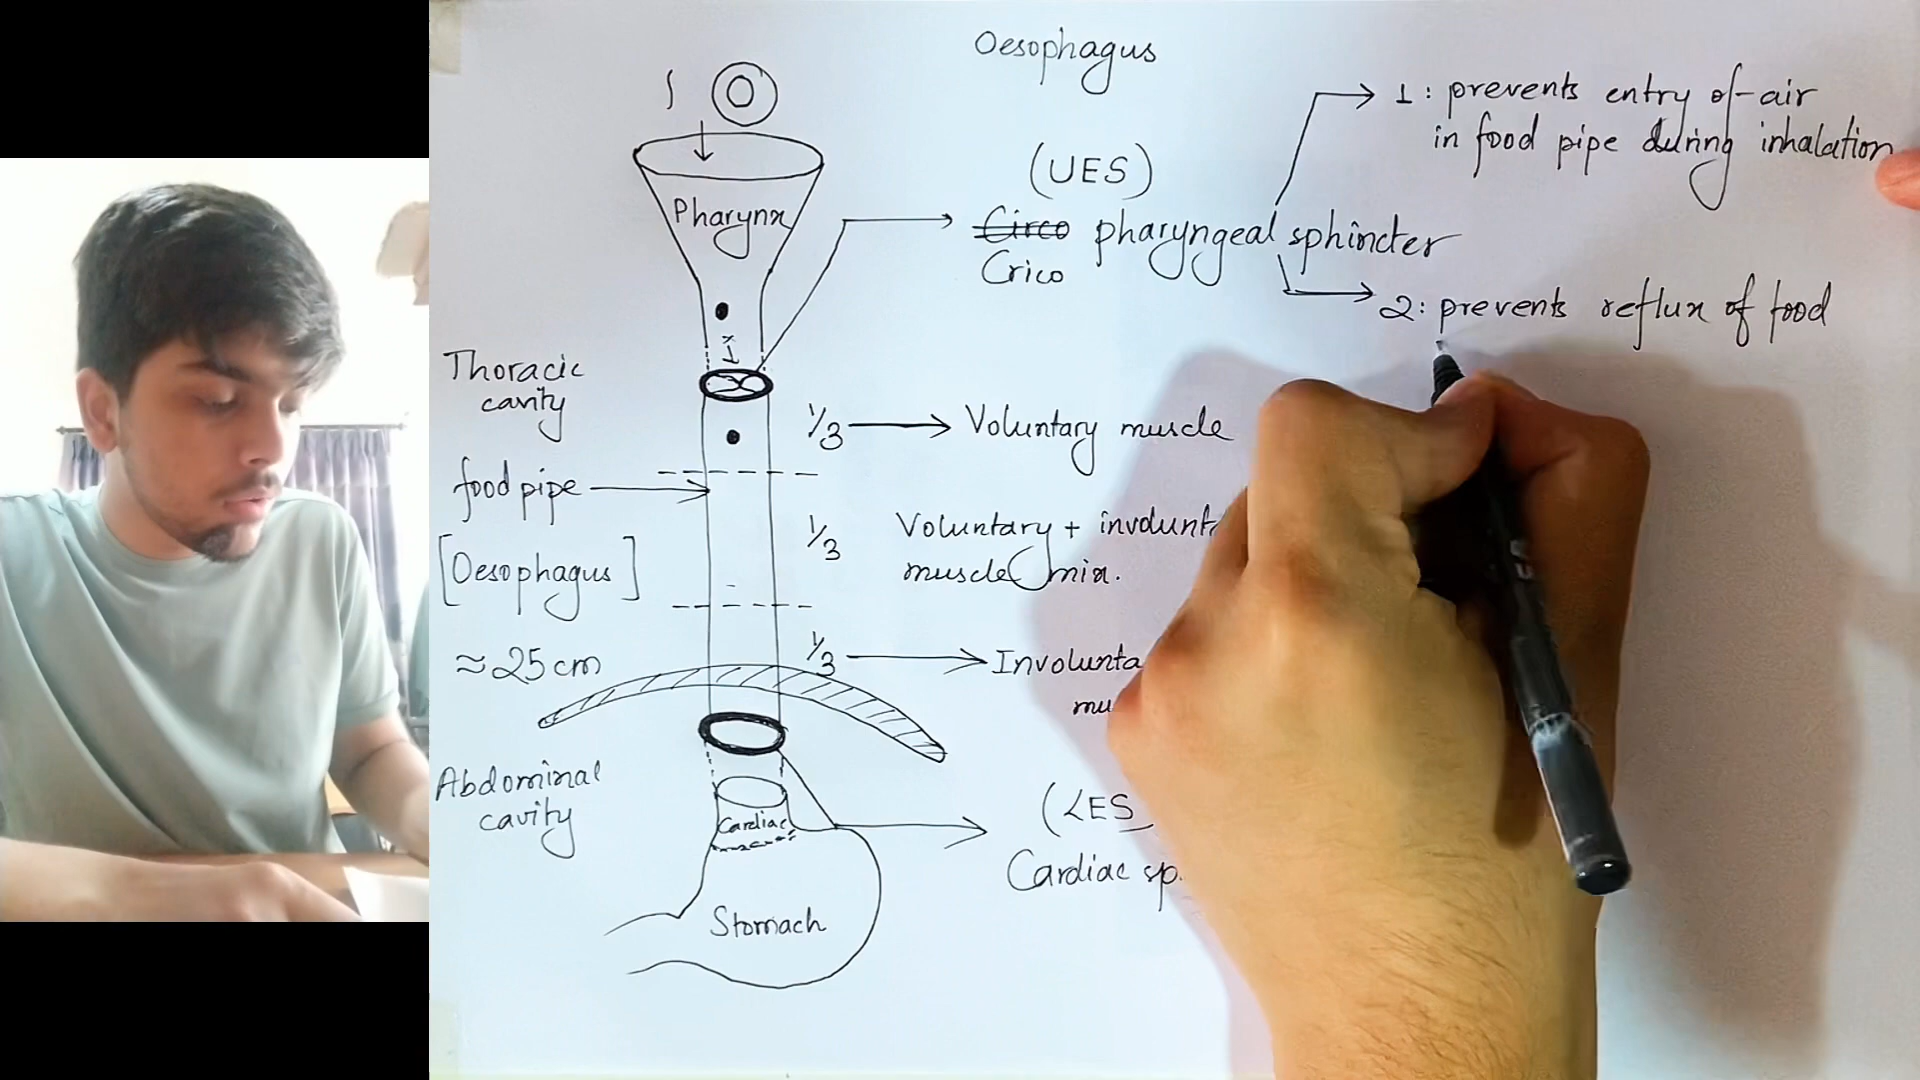 Oesophagus
1: prevents entry of air
in food pipe during inhalation
(UES)
Circo pharyngeal sphincter
Crico
2: prevents reflux of food
Pharynx
Thoracic
cavity
1/3 Voluntary muscle
food pipe
[Oesophagus]
1/3 Voluntary + involunt
muscle mix.
≈ 25 cm
1/3 Involunta
mu
Abdominal
cavity
Cardiac
(LES
Cardiac sp
Stomach